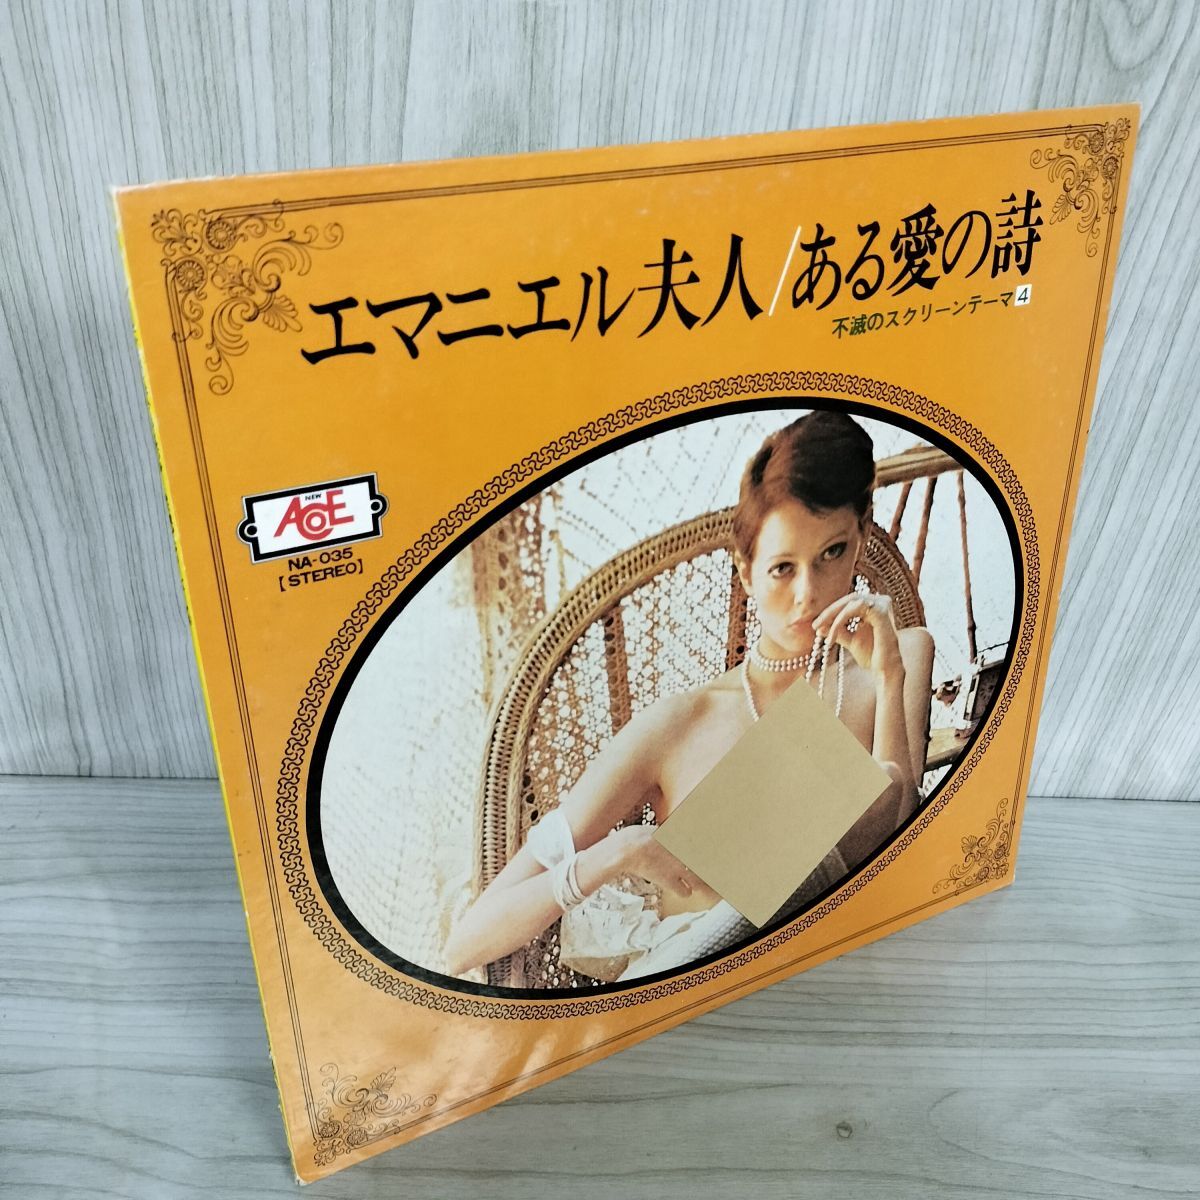 エマニエル夫人/ある愛の詩
不滅のスクリーンテーマ4
NEW
ACE
NA-035
[STEREO]